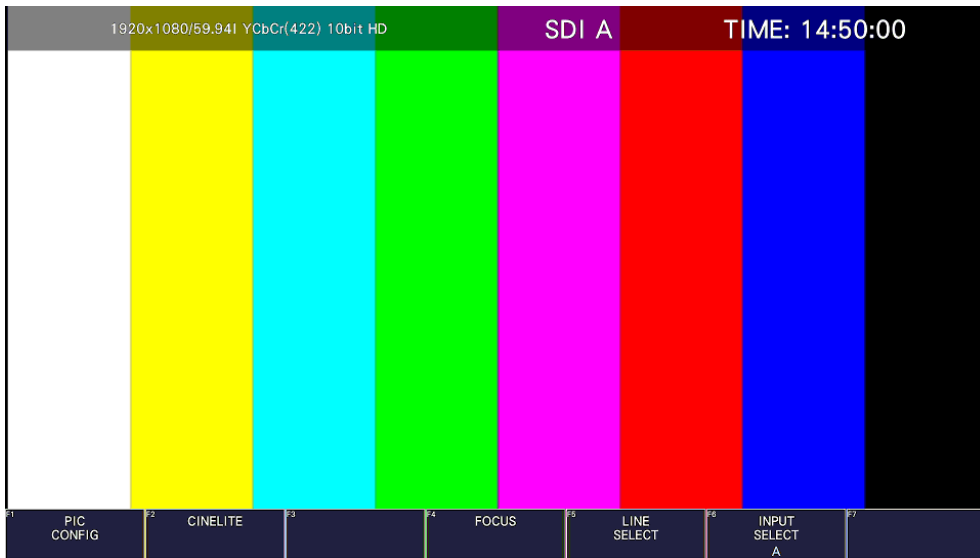 1920x1080/59.94I YCbCr(422) 10bit HD SDI A TIME: 14:50:00
F1 PIC CONFIG
F2 CINELITE
F3
F4 FOCUS
F5 LINE SELECT
F6 INPUT SELECT A
F7